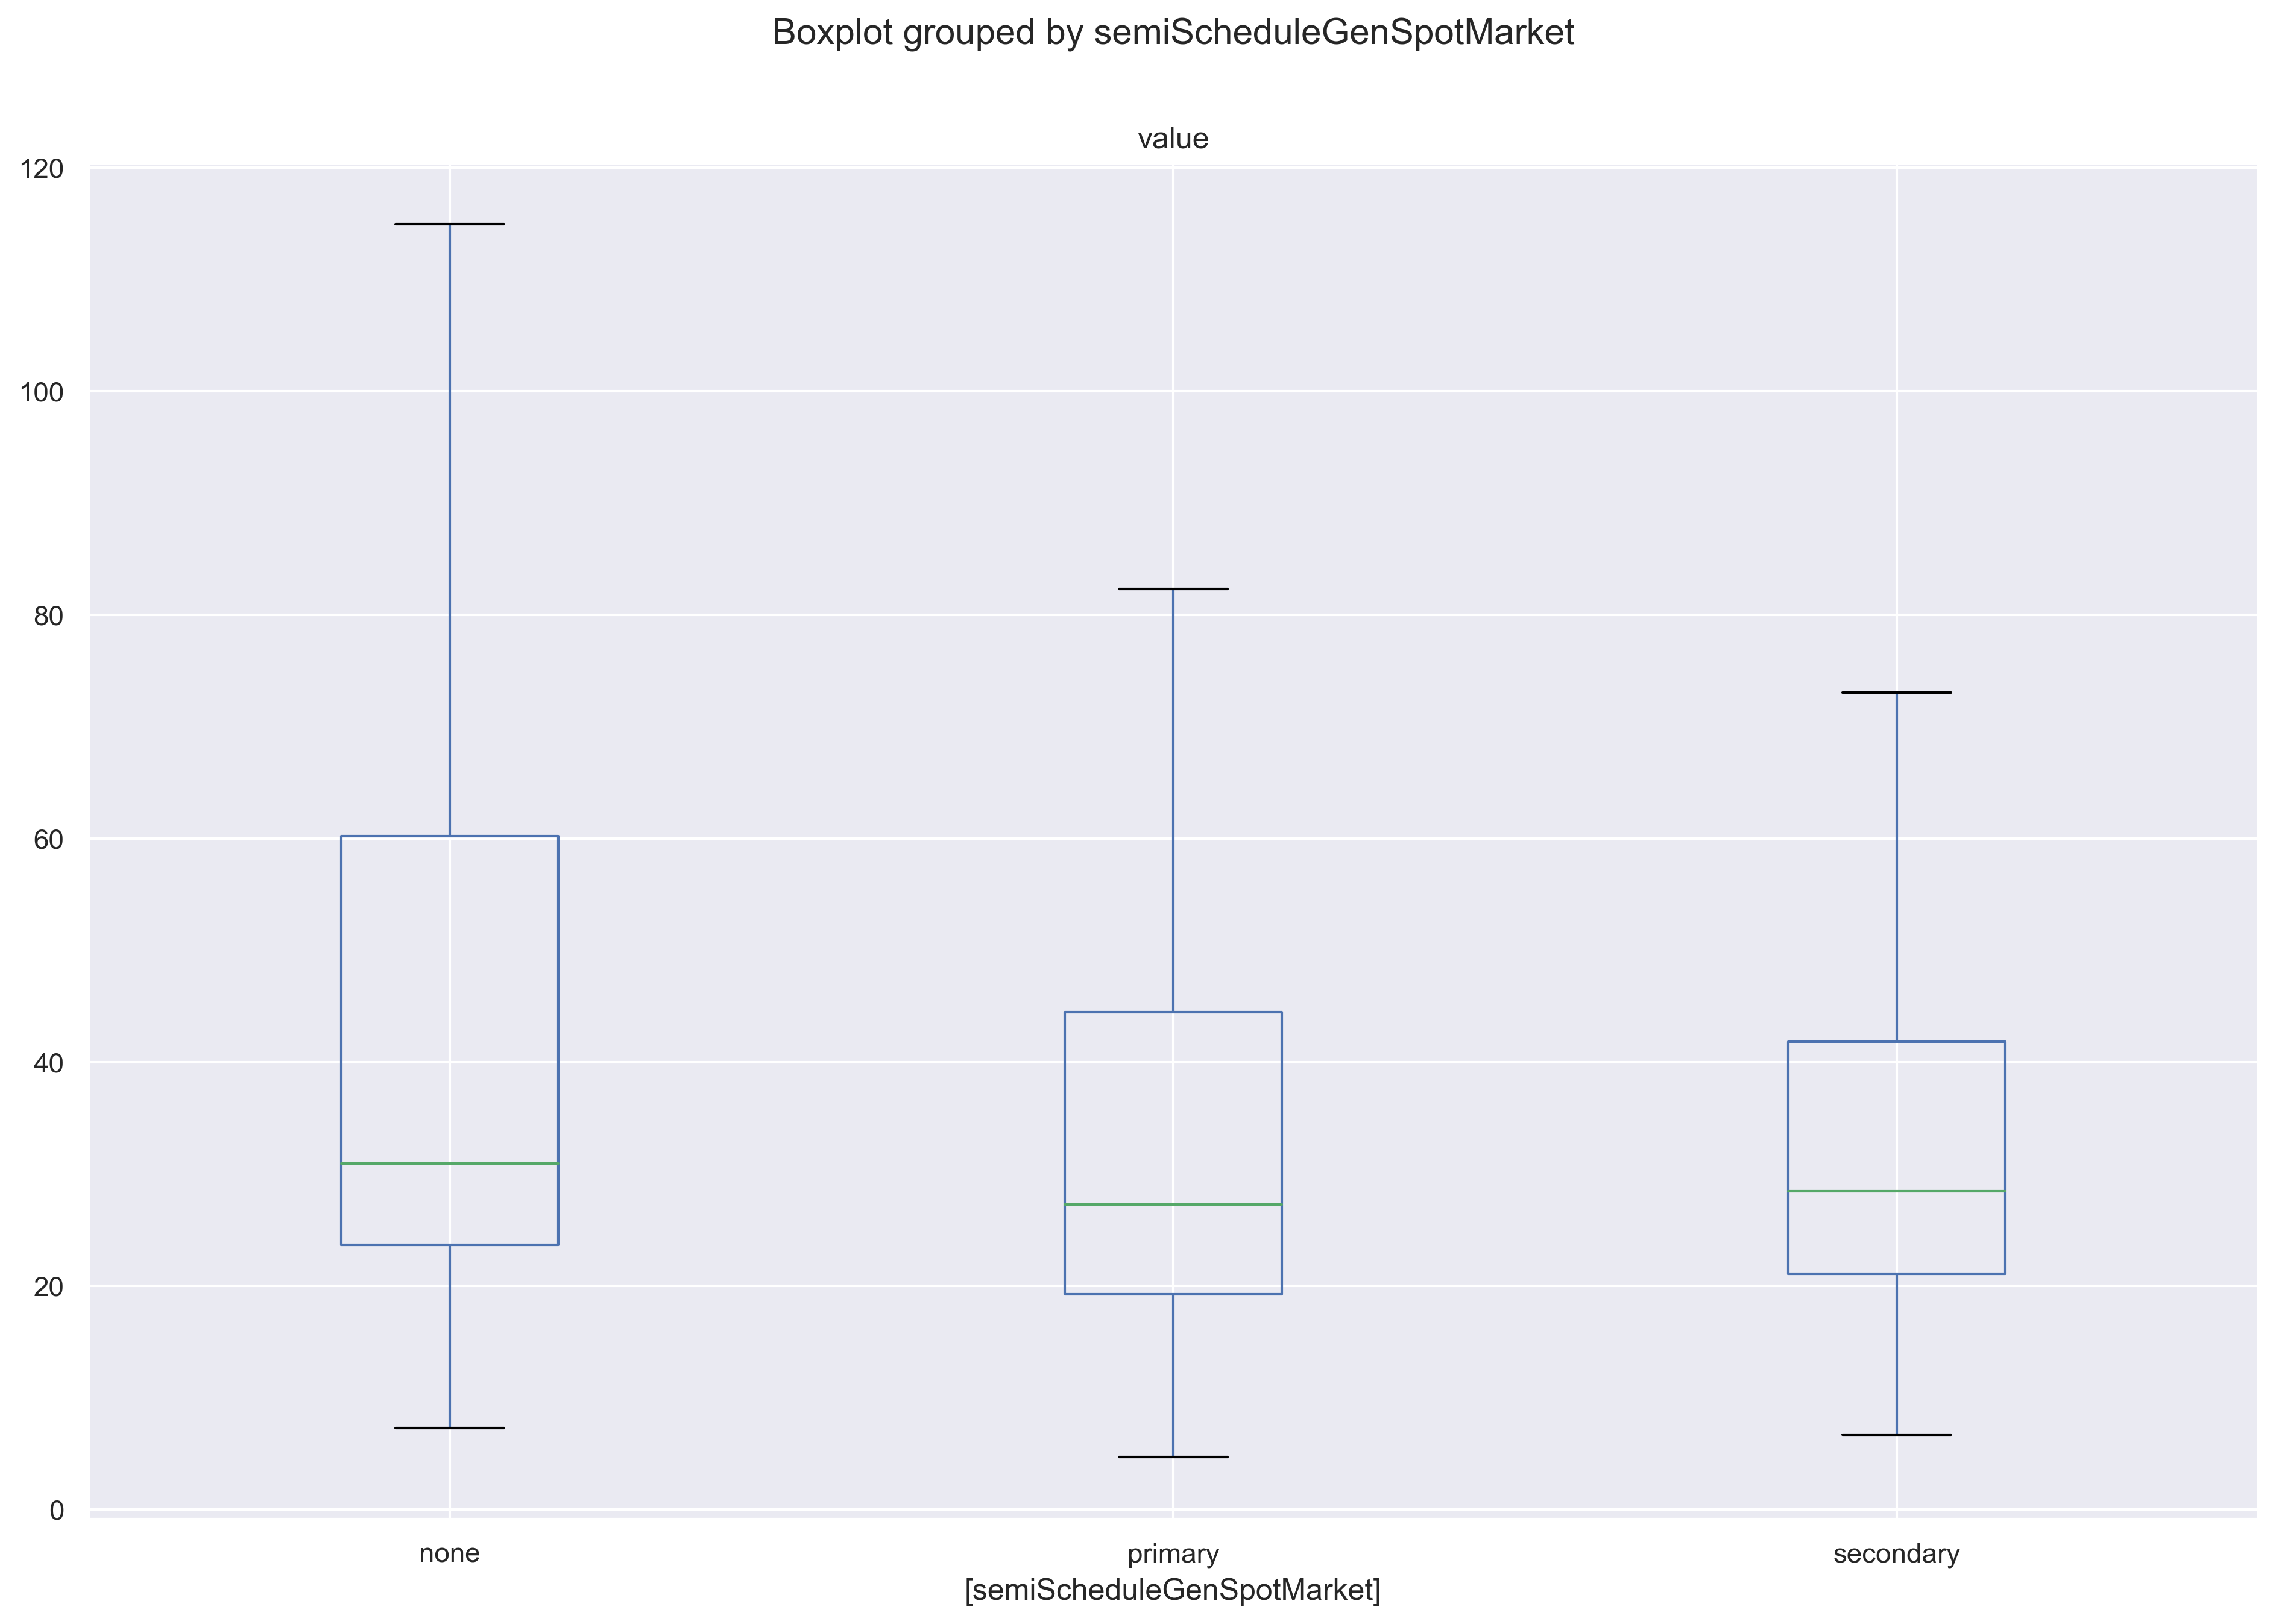 Boxplot grouped by semiScheduleGenSpotMarket
value
120
100
80
60
40
20
0
none primary secondary
[semiScheduleGenSpotMarket]